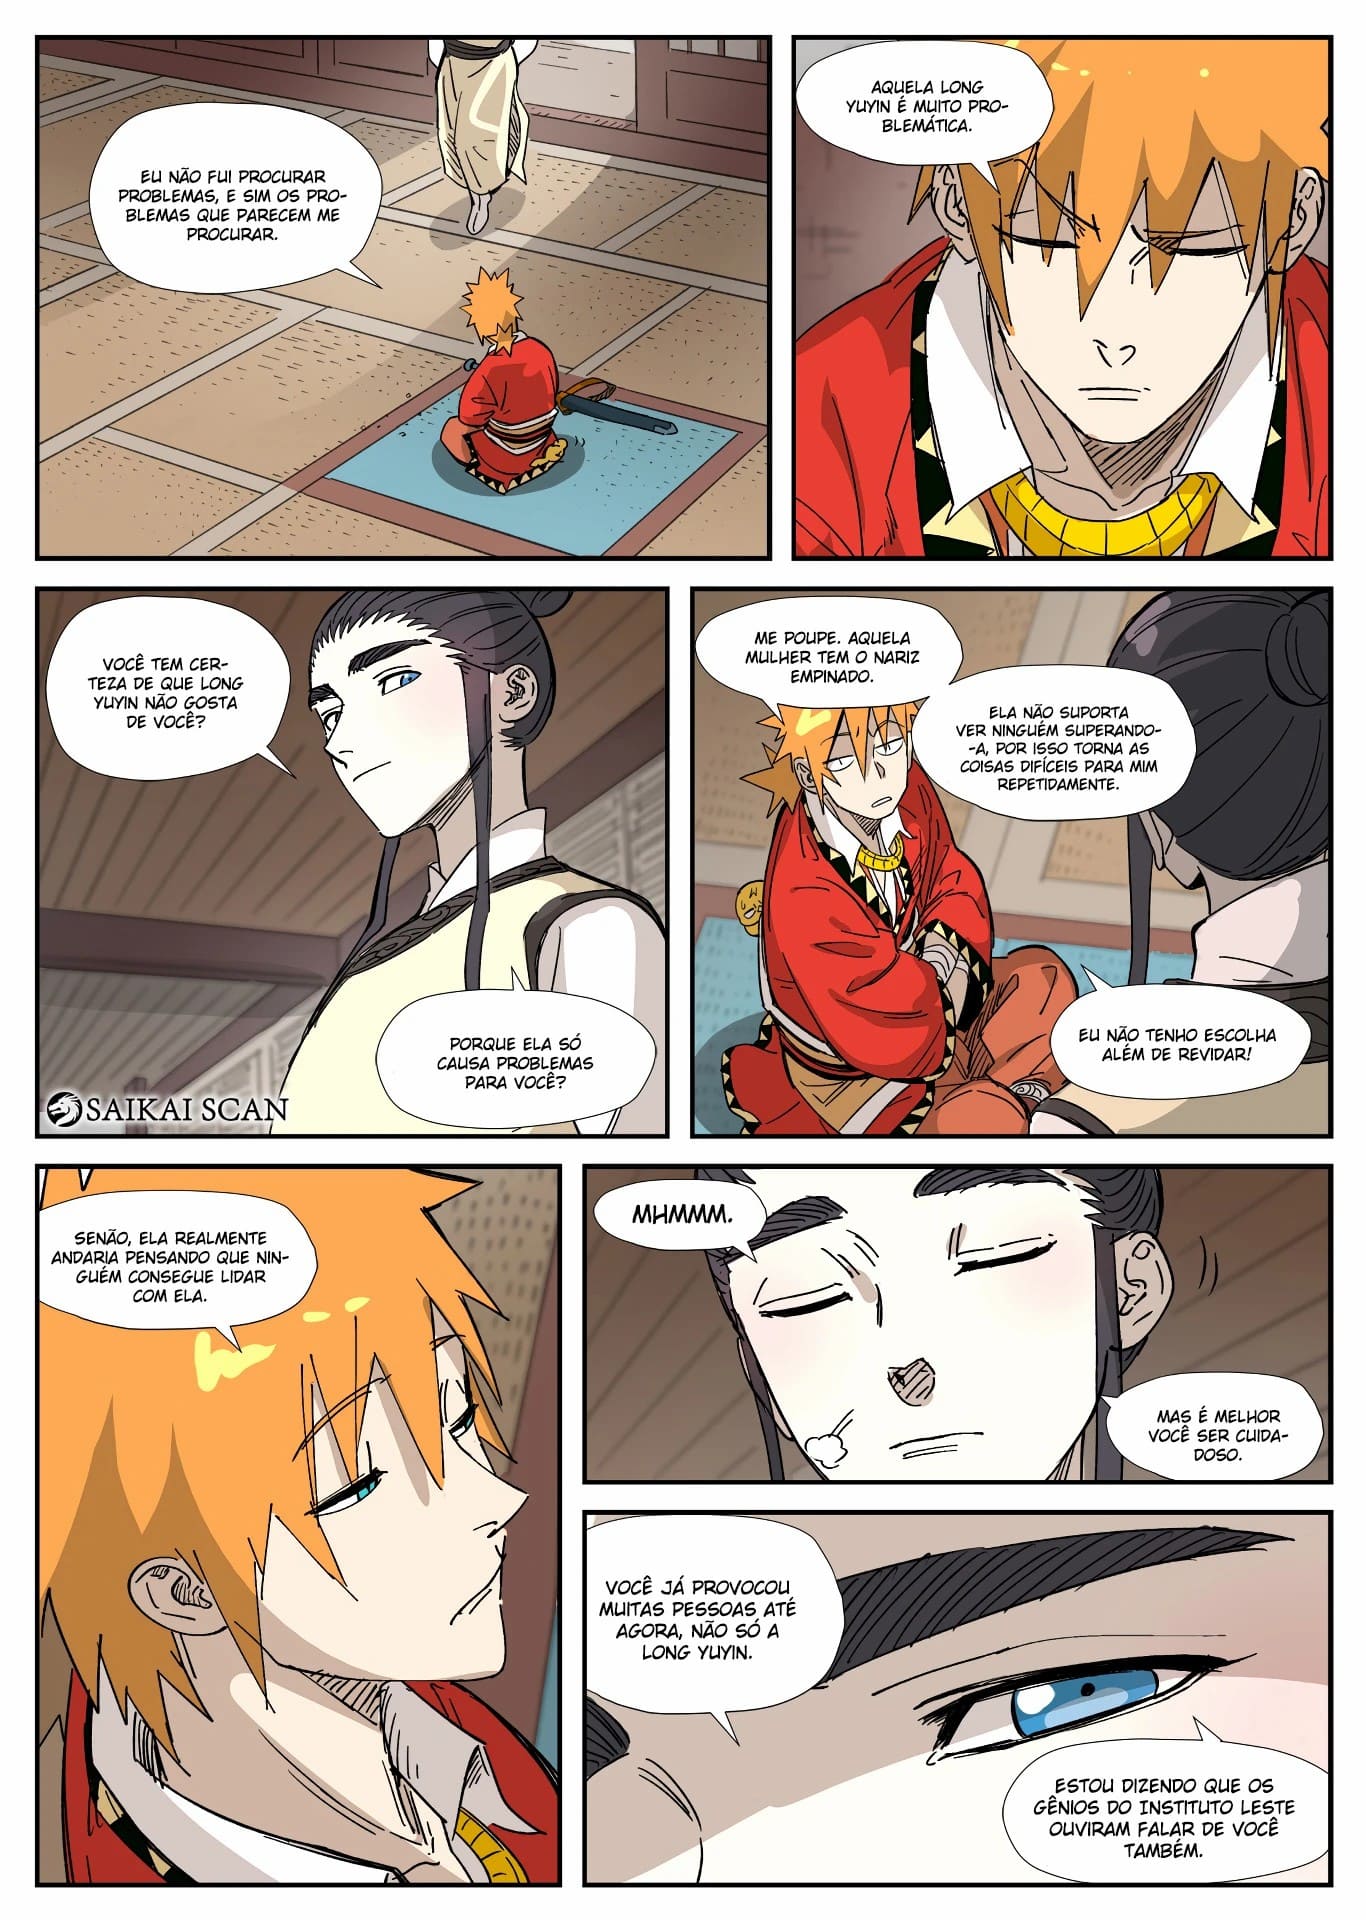 EU NÃO FUI PROCURAR
PROBLEMAS, E SIM OS PRO-
BLEMAS QUE PARECEM ME
PROCURAR.
AQUELA LONG
YUYIN É MUITO PRO-
BLEMÁTICA.
VOCÊ TEM CER-
TEZA DE QUE LONG
YUYIN NÃO GOSTA
DE VOCÊ?
PORQUE ELA SÓ
CAUSA PROBLEMAS
PARA VOCÊ?
SAIKAI SCAN
ME POUPE. AQUELA
MULHER TEM O NARIZ
EMPINADO.
ELA NÃO SUPORTA
VER NINGUÉM SUPERANDO-
-A, POR ISSO TORNA AS
COISAS DIFÍCEIS PARA MIM
REPETIDAMENTE.
EU NÃO TENHO ESCOLHA
ALÉM DE REVIDAR!
SENÃO, ELA REALMENTE
ANDARIA PENSANDO QUE NIN-
GUÉM CONSEGUE LIDAR
COM ELA.
MHMMM.
MAS É MELHOR
VOCÊ SER CUIDA-
DOSO.
VOCÊ JÁ PROVOCOU
MUITAS PESSOAS ATÉ
AGORA, NÃO SÓ A
LONG YUYIN.
ESTOU DIZENDO QUE OS
GÊNIOS DO INSTITUTO LESTE
OUVIRAM FALAR DE VOCÊ
TAMBÉM.